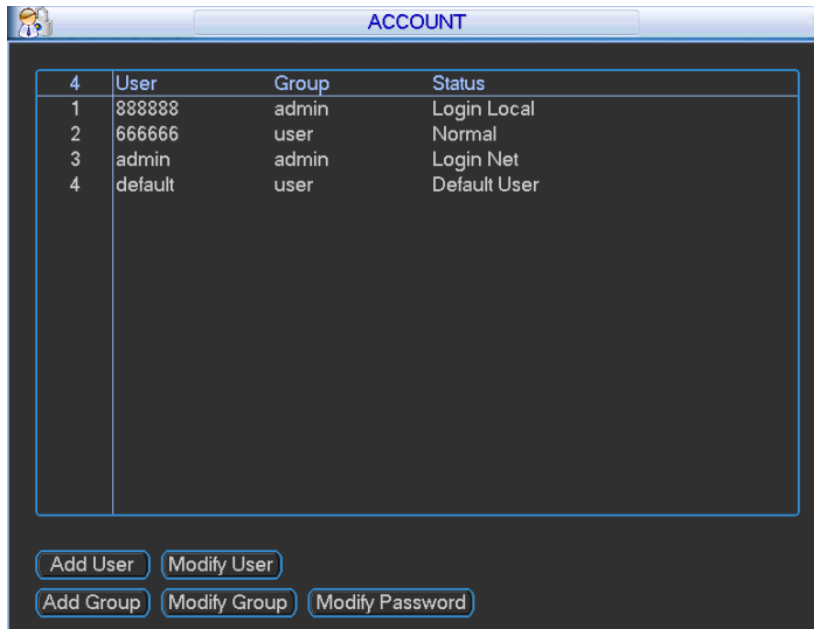 ACCOUNT
4 User Group Status
1 888888 admin Login Local
2 666666 user Normal
3 admin admin Login Net
4 default user Default User
Add User Modify User
Add Group Modify Group Modify Password